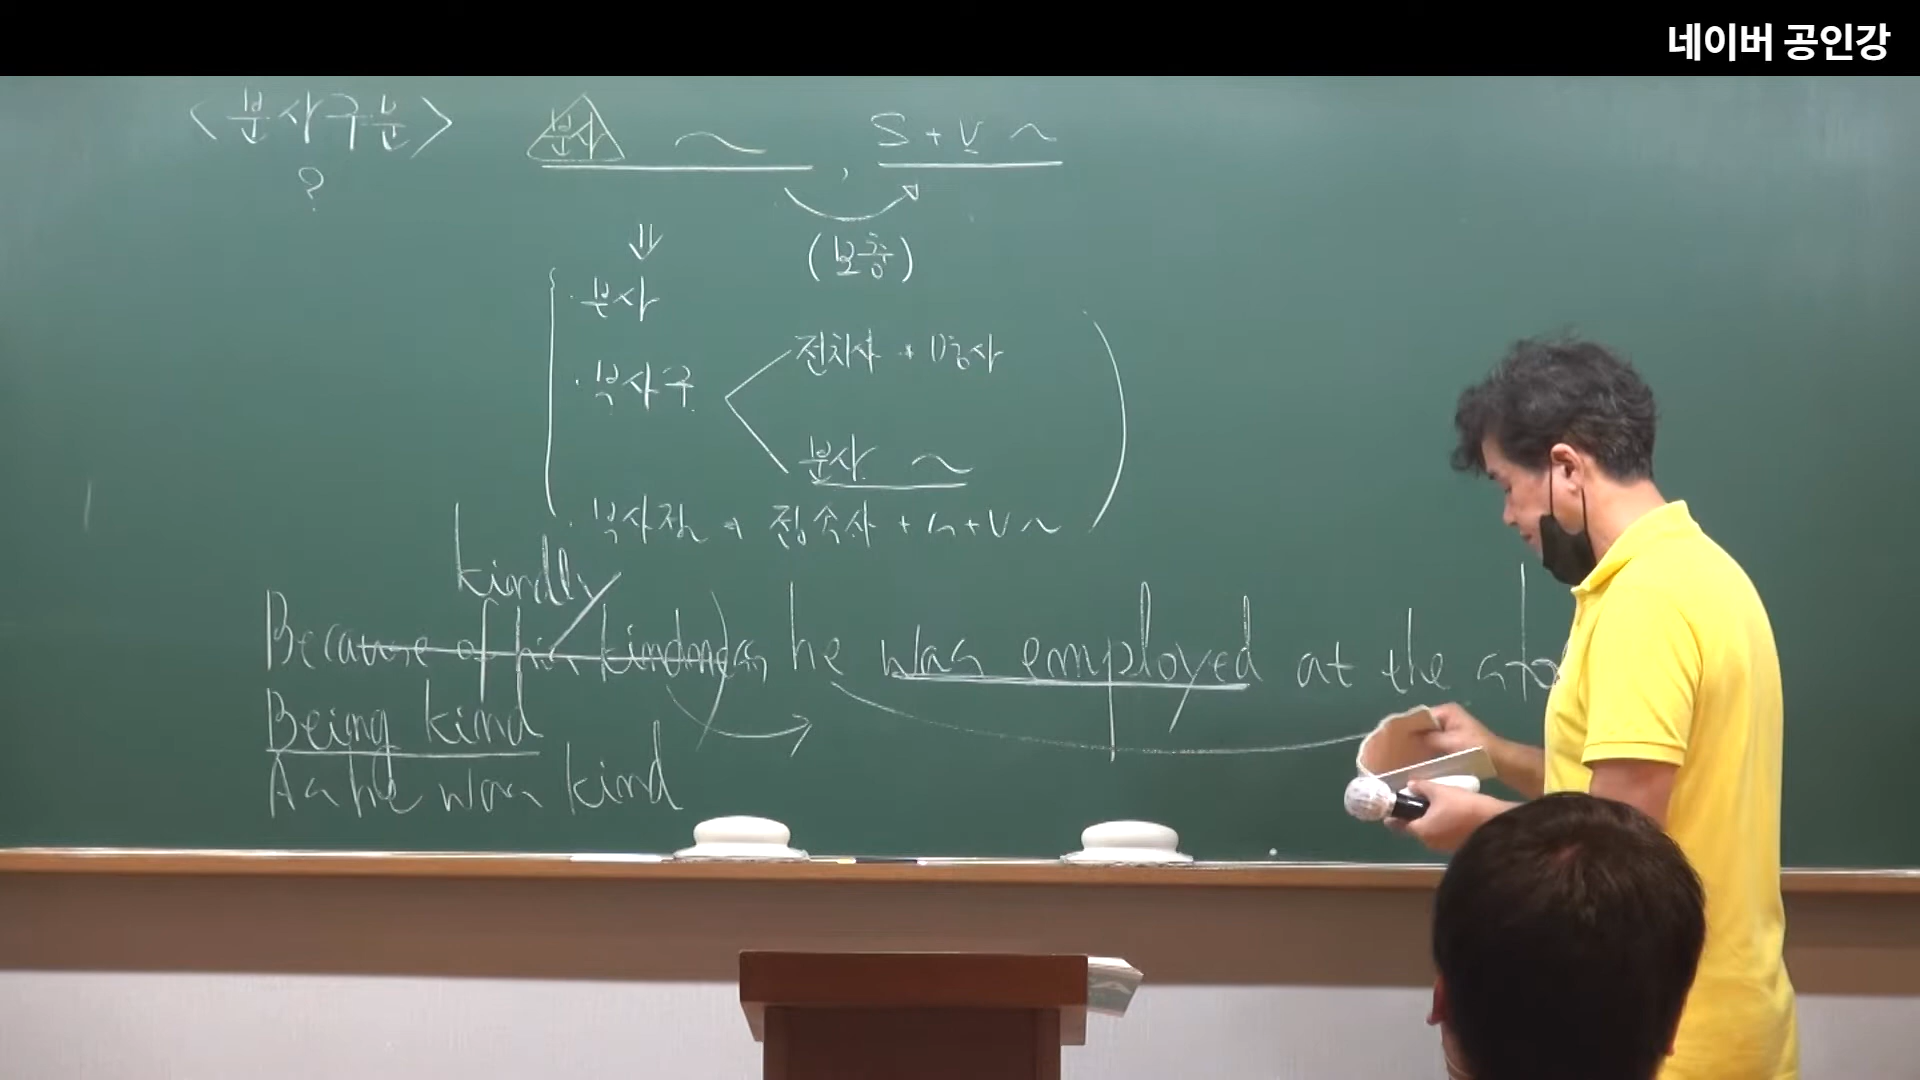 네이버 공인강
<분사구문> 분사 ~ , S + V ~
?
(보충)
· 부사
· 부사구 전치사 + 명사
분사 ~
· 부사절 → 접속사 + S + V ~
kindly
Because of his kindness he was employed at the
Being kind
As he was kind